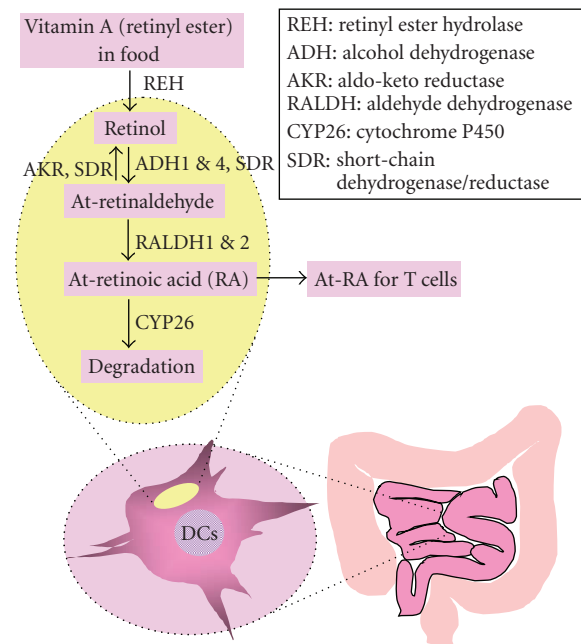 Vitamin A (retinyl ester)
in food
REH
Retinol
AKR, SDR
ADH1 & 4, SDR
At-retinaldehyde
RALDH1 & 2
At-retinoic acid (RA)
At-RA for T cells
CYP26
Degradation
DCs
REH: retinyl ester hydrolase
ADH: alcohol dehydrogenase
AKR: aldo-keto reductase
RALDH: aldehyde dehydrogenase
CYP26: cytochrome P450
SDR: short-chain
dehydrogenase/reductase